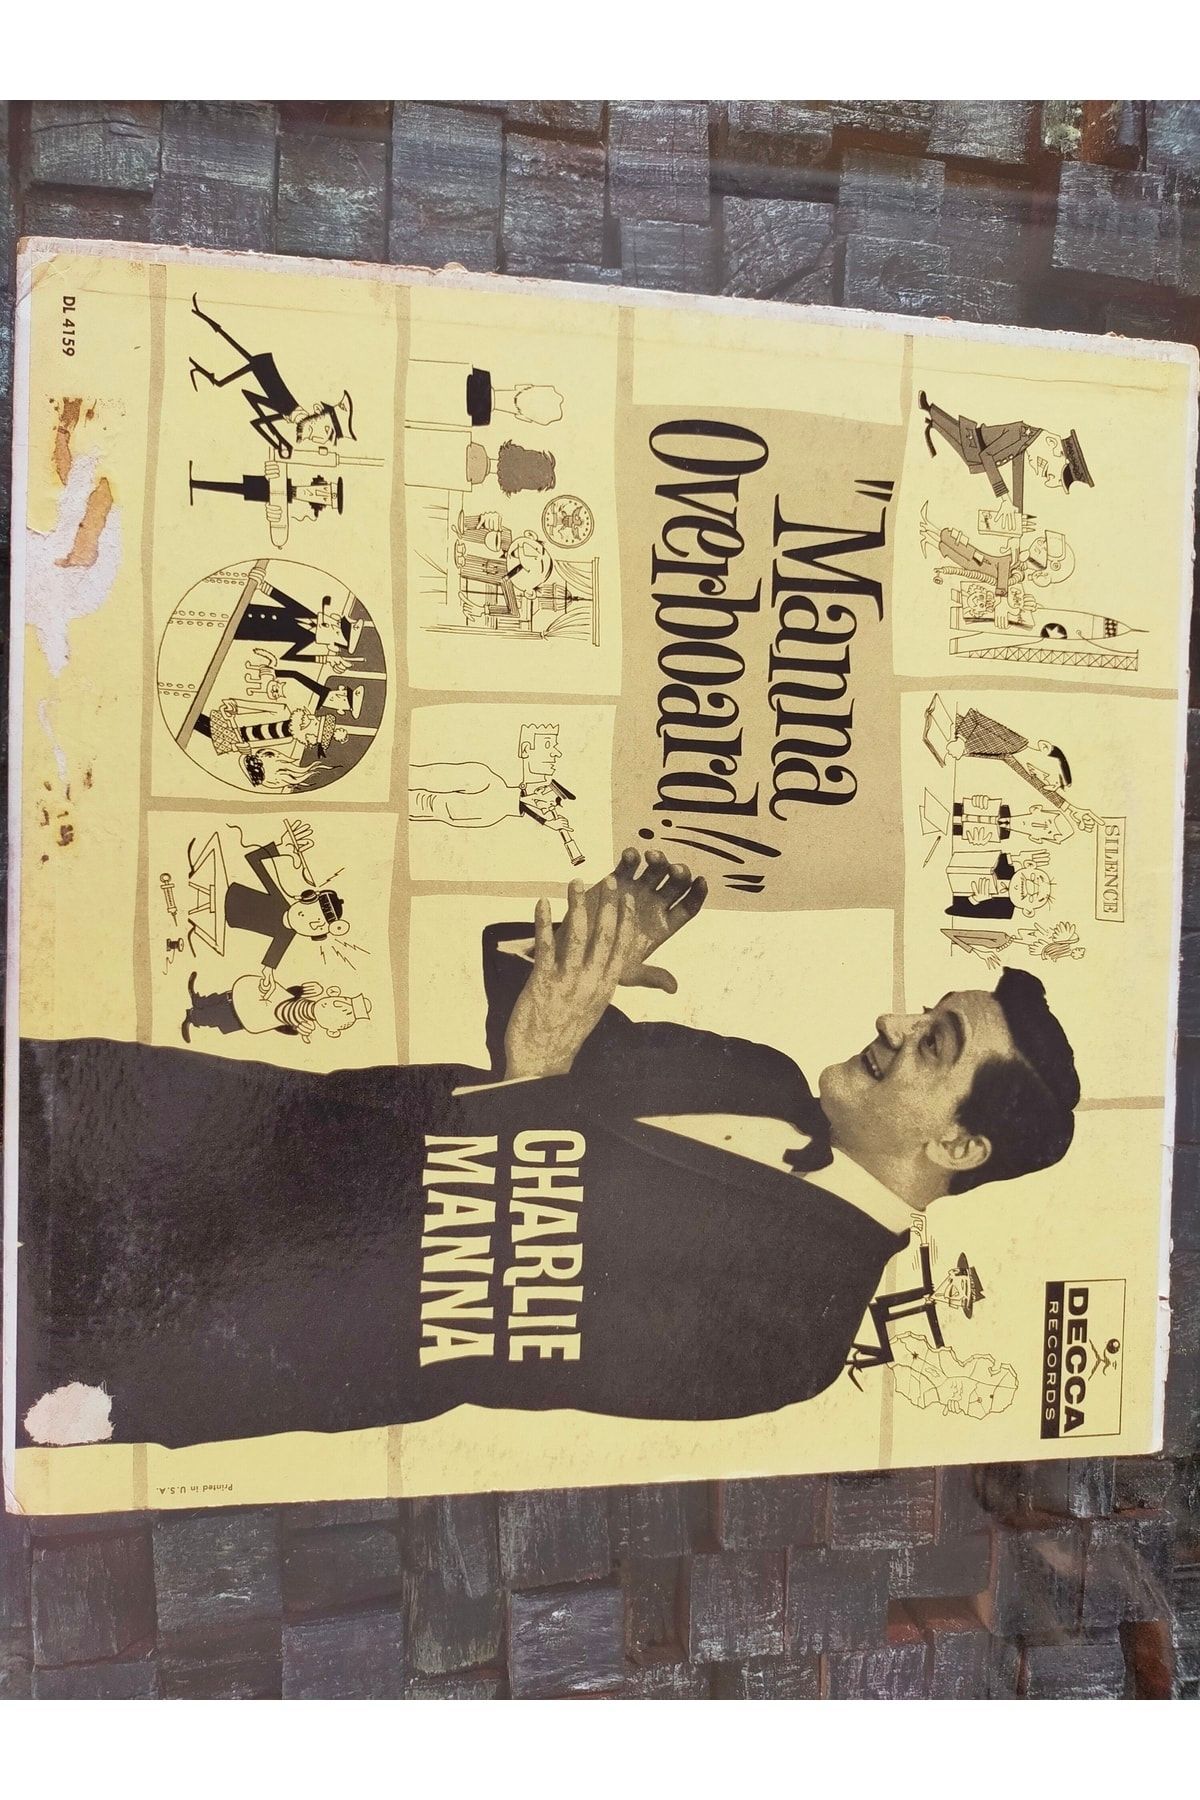 DECCA
RECORDS
SILENCE
"Manna
Overboard!!"
CHARLIE
MANNA
DL 4159
Printed in U.S.A.